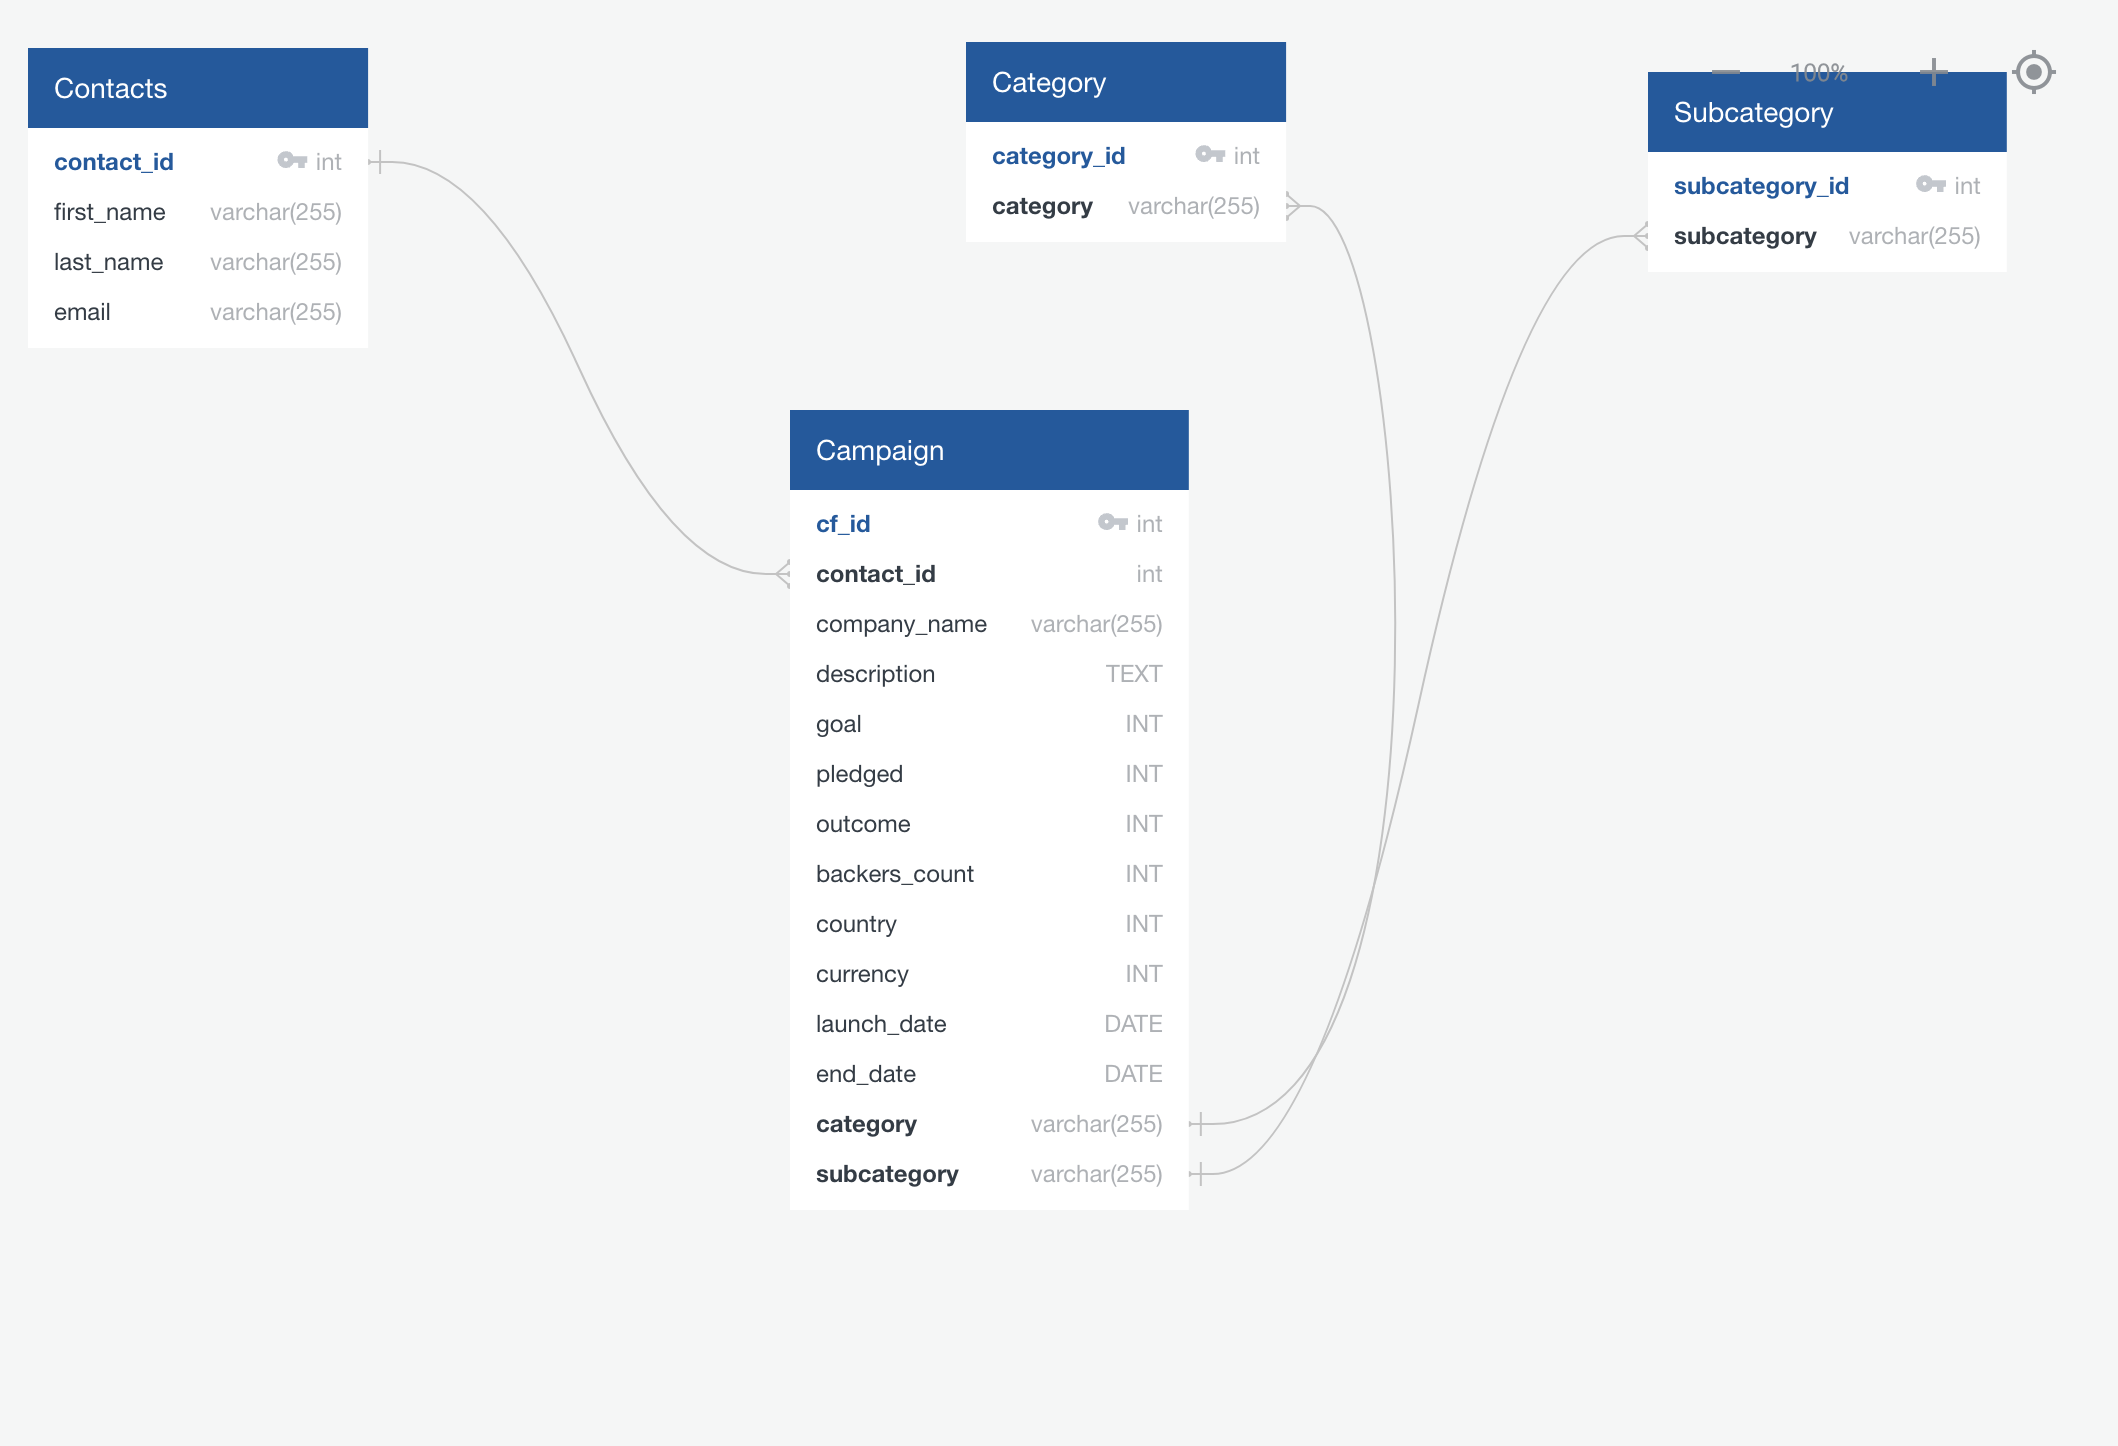 Contacts
contact_id int
first_name varchar(255)
last_name varchar(255)
email varchar(255)
Category
category_id int
category varchar(255)
100%
Subcategory
subcategory_id int
subcategory varchar(255)
Campaign
cf_id int
contact_id int
company_name varchar(255)
description TEXT
goal INT
pledged INT
outcome INT
backers_count INT
country INT
currency INT
launch_date DATE
end_date DATE
category varchar(255)
subcategory varchar(255)